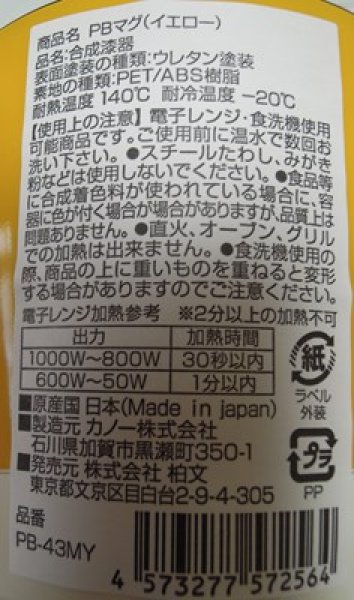 商品名 PBマグ(イエロー)
品名:合成漆器
表面塗装の種類:ウレタン塗装
素地の種類:PET/ABS樹脂
耐熱温度 140℃ 耐冷温度 −20℃
【使用上の注意】電子レンジ・食洗機使用
可能商品です。ご使用前に温水で数回お
洗い下さい。●スチールたわし、みがき
粉などは使用しないでください。●食品等
に合成着色料が使われている場合に、容
器に色が付く場合が場合がありますが、品質上は
問題ありません。●直火、オーブン、グリル
での加熱は出来ません。●食洗機使用の
際、商品の上に重いものを重ねると変形
する場合がありますのでご注意ください。
電子レンジ加熱参考 ※2分以上の加熱不可
出力 加熱時間
1000W〜800W 30秒以内
600W〜50W 1分以内
■原産国 日本(Made in japan)
■製造元 カノー株式会社
石川県加賀市黒瀬町350-1
■発売元 株式会社 柏文
東京都文京区目白台2-9-4-305
紙
ラベル
外装
プラ
PP
品番
PB-43MY
4 573277 572564